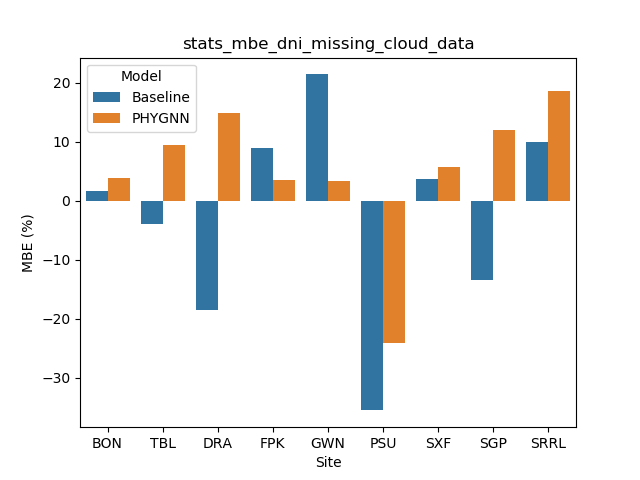 stats_mbe_dni_missing_cloud_data
Model
Baseline
PHYGNN
MBE (%)
20
10
0
−10
−20
−30
BON TBL DRA FPK GWN PSU SXF SGP SRRL
Site